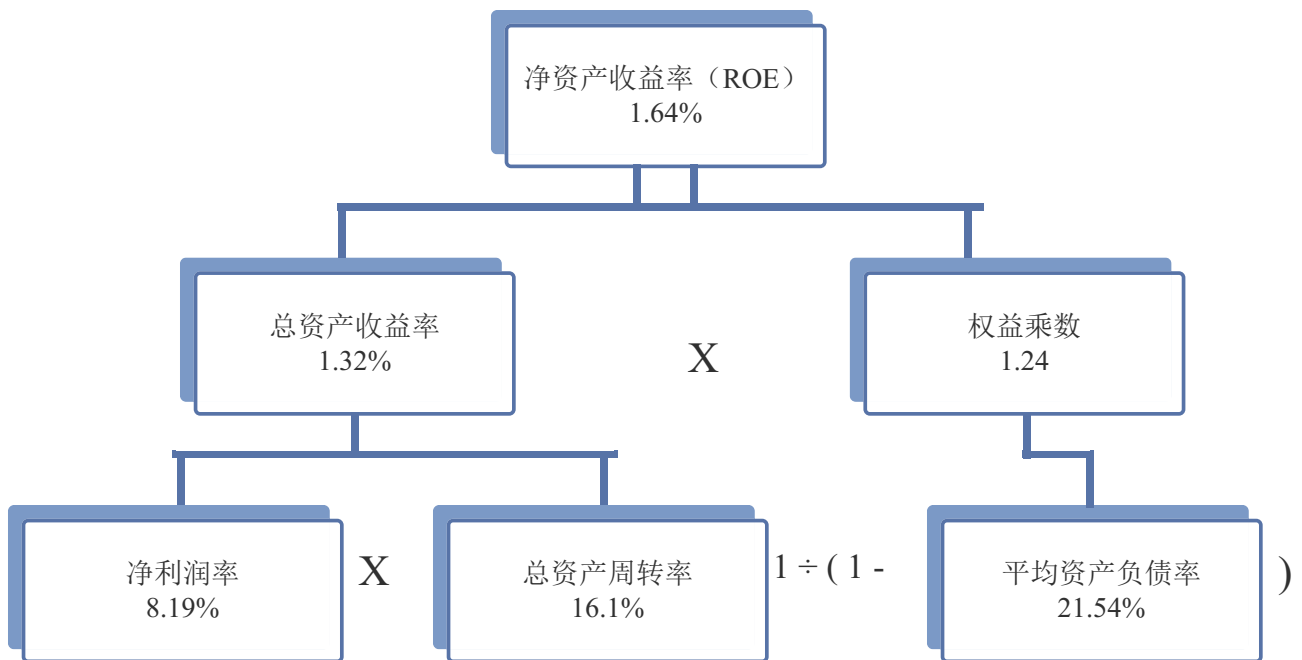 净资产收益率（ROE）
1.64%
总资产收益率
1.32%
X
权益乘数
1.24
净利润率
8.19%
X
总资产周转率
16.1%
1 ÷ ( 1 -
平均资产负债率
21.54%
)